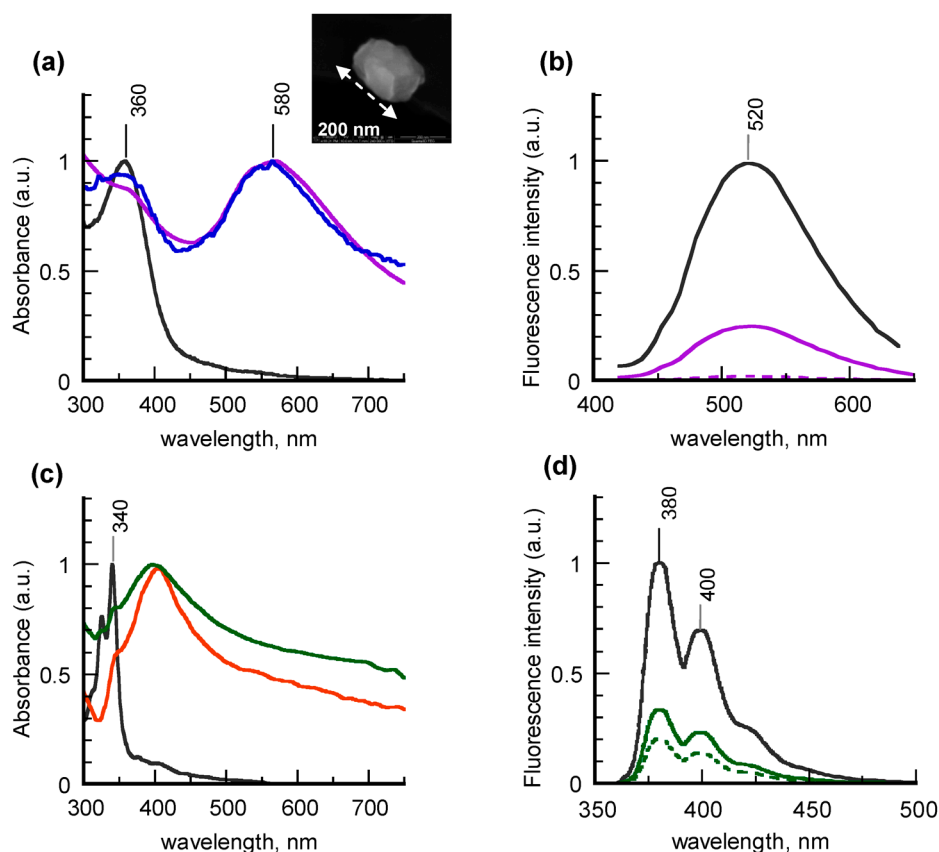 (a)
360
580
200 nm
Absorbance (a.u.)
1
0.5
0
300 400 500 600 700
wavelength, nm
(b)
520
Fluorescence intensity (a.u.)
1
0.5
0
400 500 600
wavelength, nm
(c)
340
Absorbance (a.u.)
1
0.5
0
300 400 500 600 700
wavelength, nm
(d)
380
400
Fluorescence intensity (a.u.)
1
0.5
0
350 400 450 500
wavelength, nm